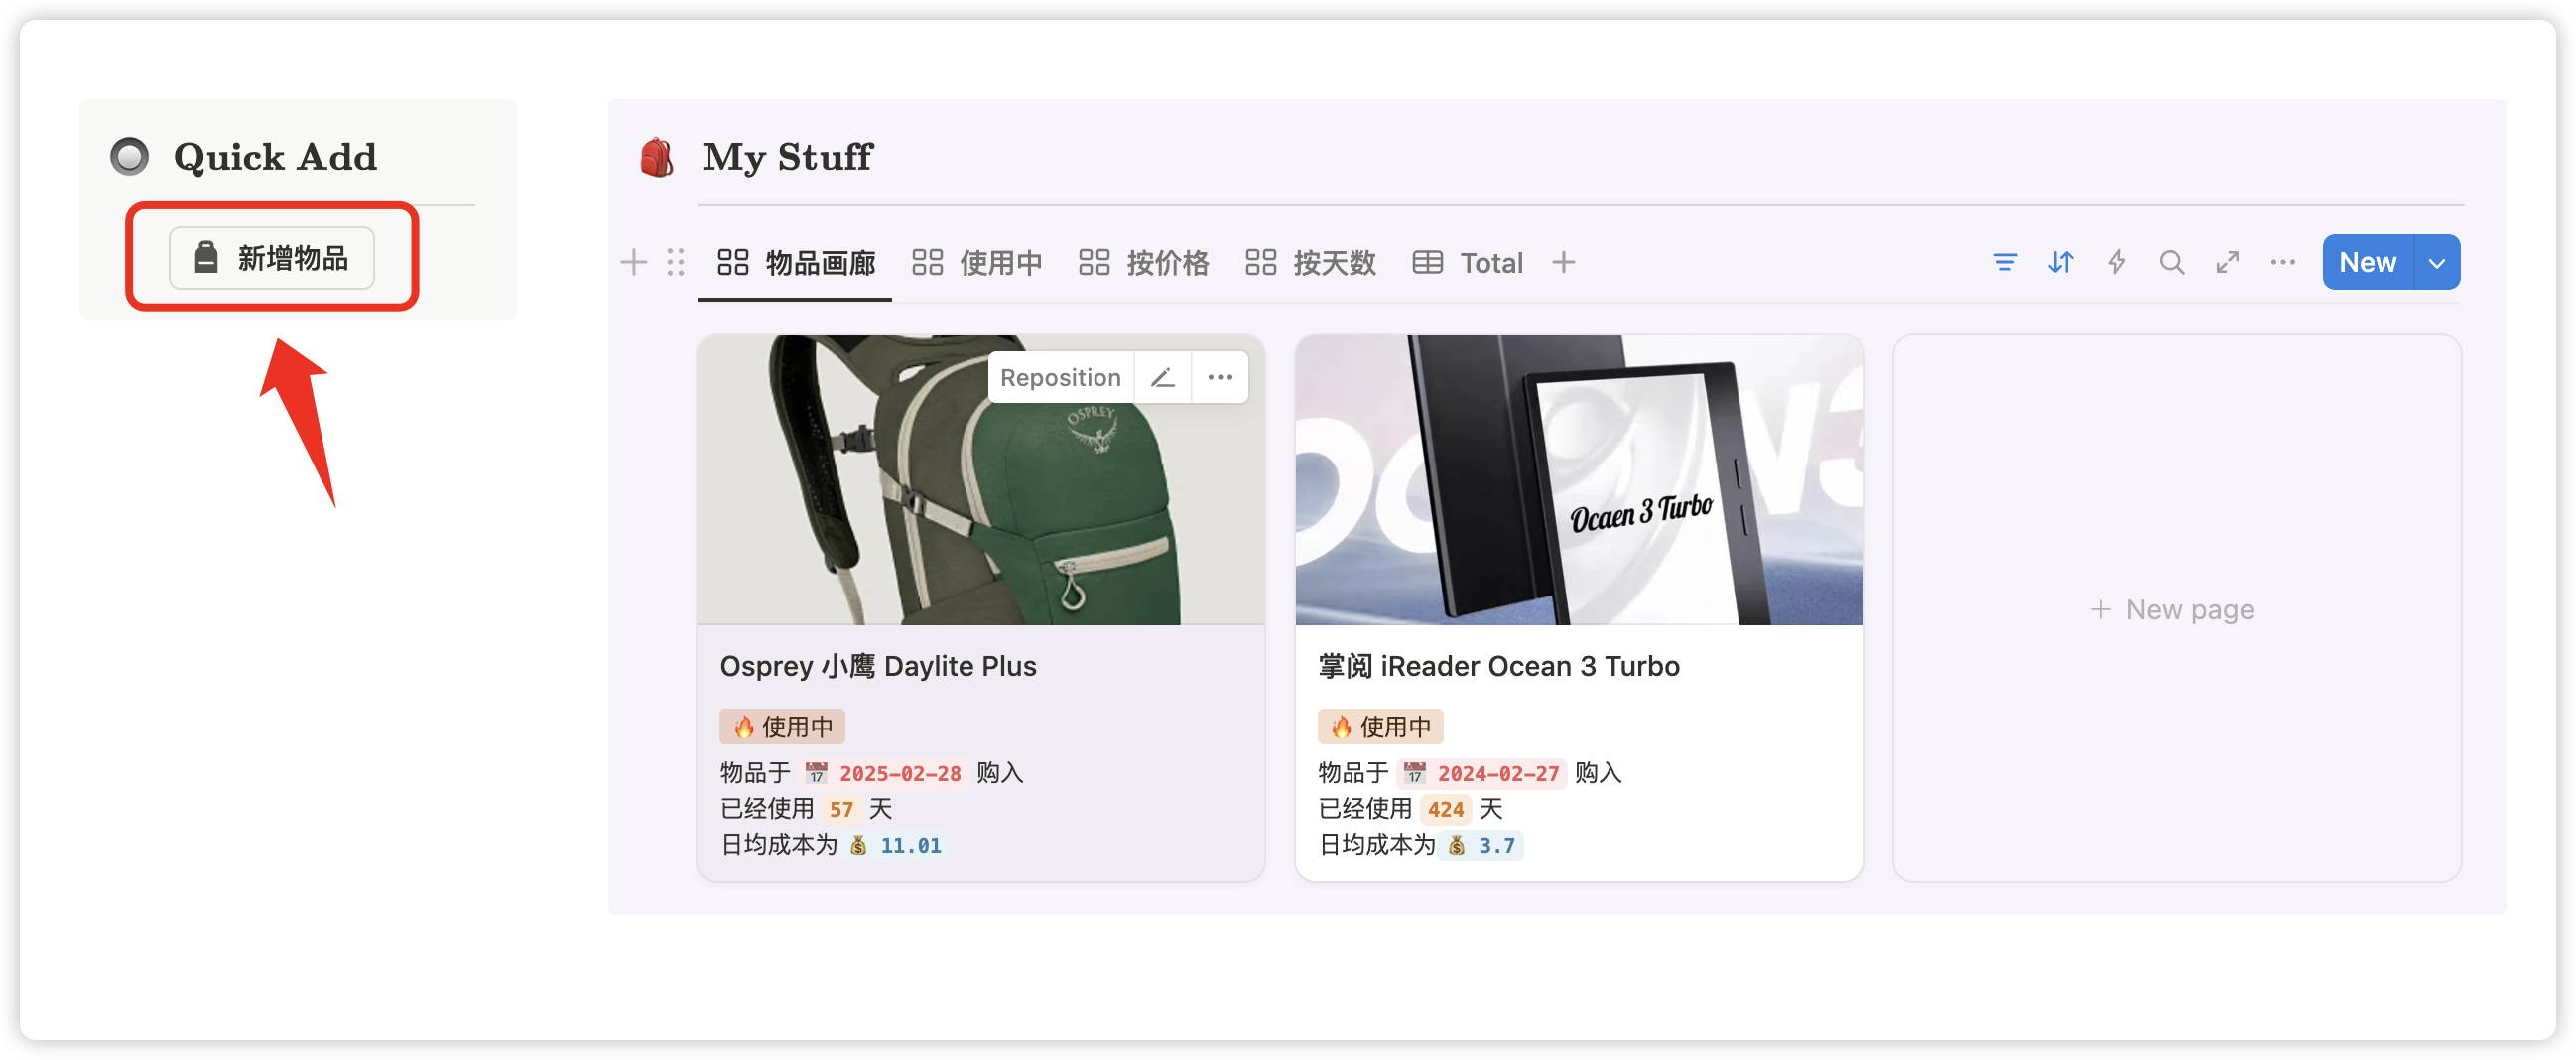 Quick Add
新增物品
My Stuff
物品画廊 使用中 按价格 按天数 Total
New
Reposition
OSPREY
Osprey 小鹰 Daylite Plus
🔥 使用中
物品于 📅 2025-02-28 购入
已经使用 57 天
日均成本为 💰 11.01
Ocaen 3 Turbo
掌阅 iReader Ocean 3 Turbo
🔥 使用中
物品于 📅 2024-02-27 购入
已经使用 424 天
日均成本为 💰 3.7
New page